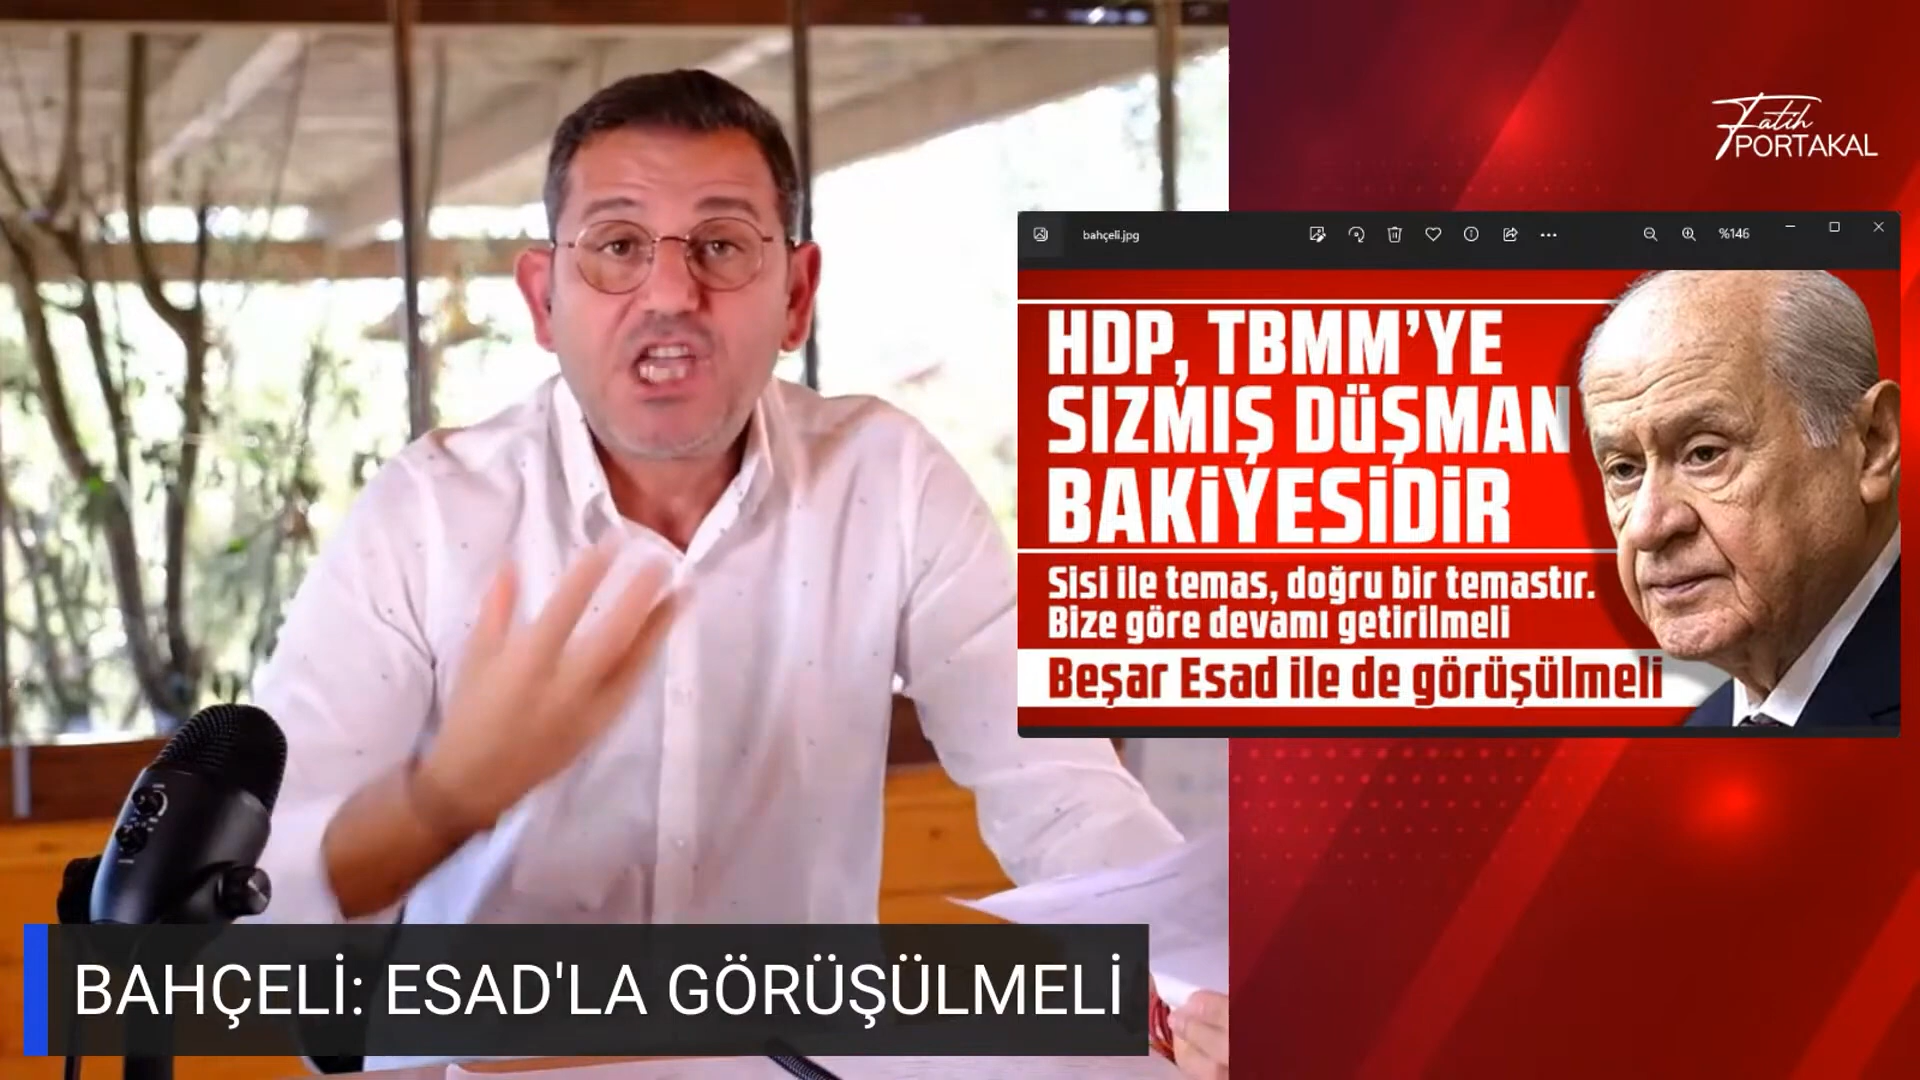 Fatih
PORTAKAL
bahçeli.jpg
%146
HDP, TBMM'YE
SIZMIŞ DÜŞMAN
BAKİYESİDİR
Sisi ile temas, doğru bir temastır.
Bize göre devamı getirilmeli
Beşar Esad ile de görüşülmeli
BAHÇELİ: ESAD'LA GÖRÜŞÜLMELİ